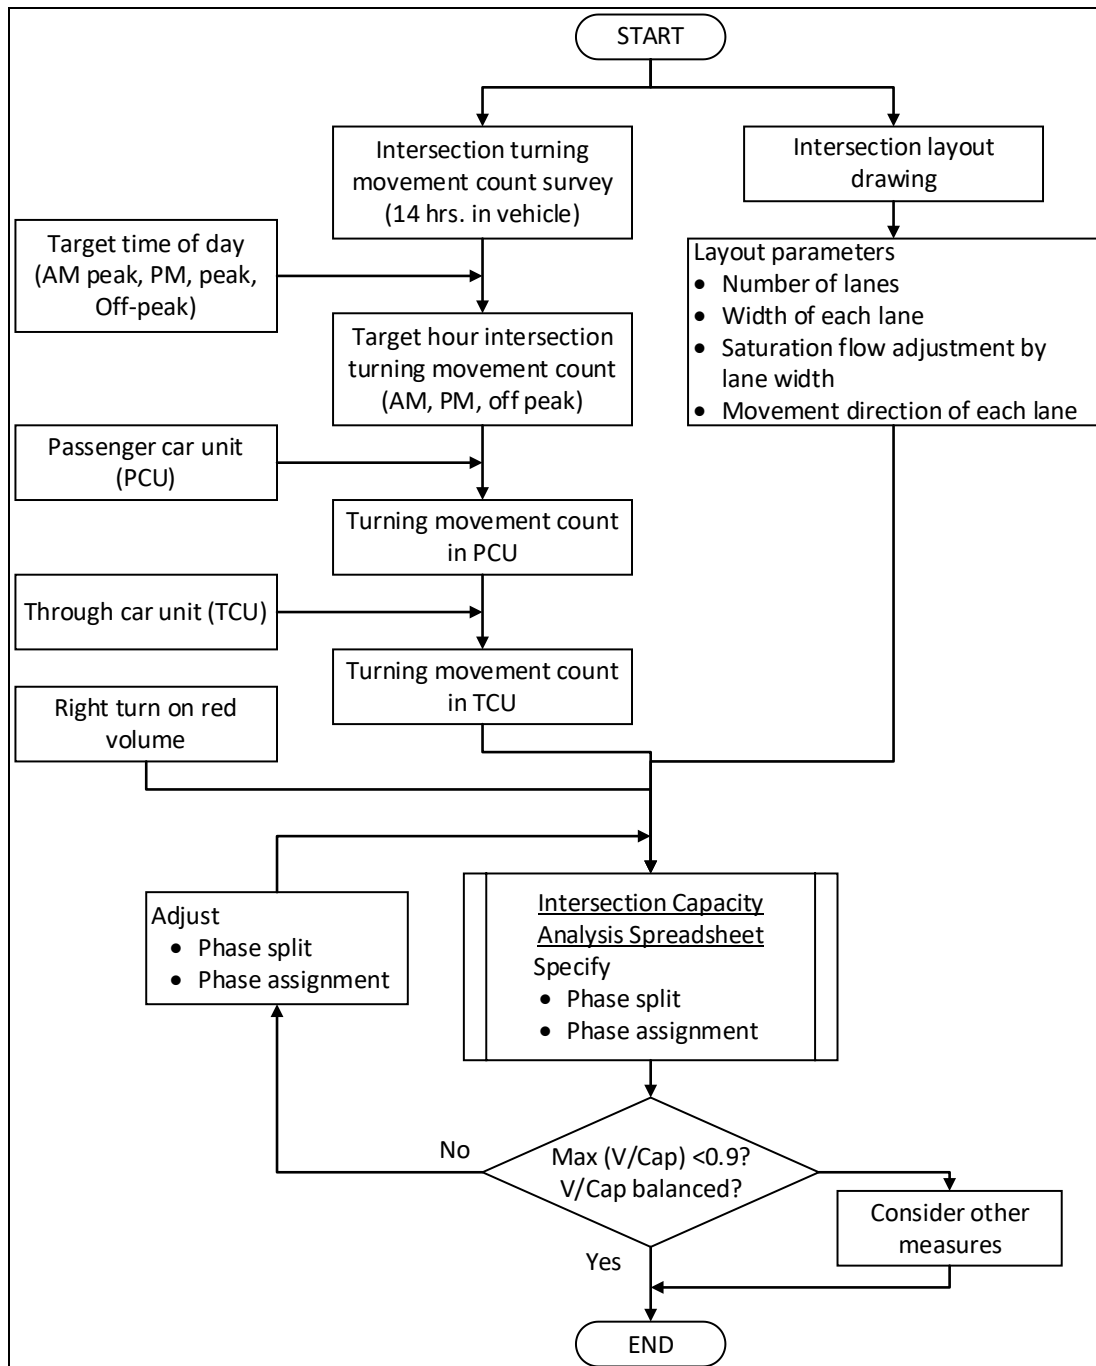 START
Intersection turning
movement count survey
(14 hrs. in vehicle)
Intersection layout
drawing
Target time of day
(AM peak, PM, peak,
Off-peak)
Layout parameters
• Number of lanes
• Width of each lane
• Saturation flow adjustment by
lane width
• Movement direction of each lane
Target hour intersection
turning movement count
(AM, PM, off peak)
Passenger car unit
(PCU)
Turning movement count
in PCU
Through car unit (TCU)
Turning movement count
in TCU
Right turn on red
volume
Adjust
• Phase split
• Phase assignment
Intersection Capacity
Analysis Spreadsheet
Specify
• Phase split
• Phase assignment
No
Max (V/Cap) <0.9?
V/Cap balanced?
Consider other
measures
Yes
END